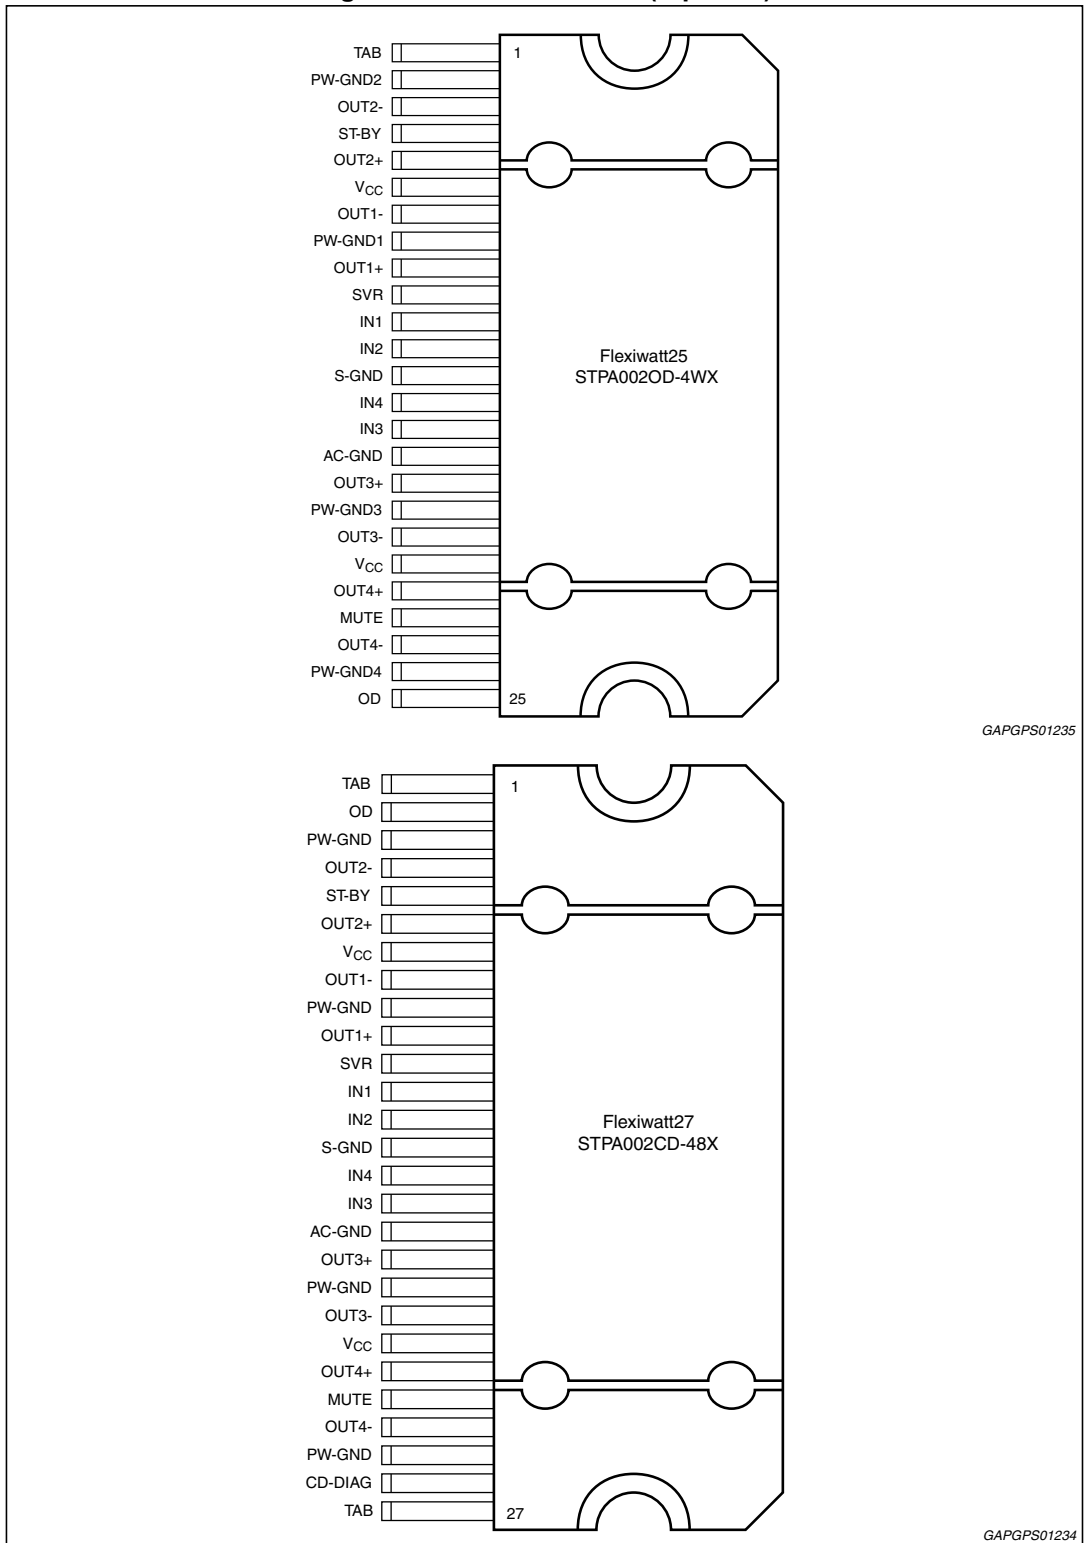 TAB
1
PW-GND2
OUT2-
ST-BY
OUT2+
VCC
OUT1-
PW-GND1
OUT1+
SVR
IN1
IN2
Flexiwatt25
STPA002OD-4WX
S-GND
IN4
IN3
AC-GND
OUT3+
PW-GND3
OUT3-
VCC
OUT4+
MUTE
OUT4-
PW-GND4
OD
25
GAPGPS01235
TAB
1
OD
PW-GND
OUT2-
ST-BY
OUT2+
VCC
OUT1-
PW-GND
OUT1+
SVR
IN1
IN2
Flexiwatt27
STPA002CD-48X
S-GND
IN4
IN3
AC-GND
OUT3+
PW-GND
OUT3-
VCC
OUT4+
MUTE
OUT4-
PW-GND
CD-DIAG
TAB
27
GAPGPS01234